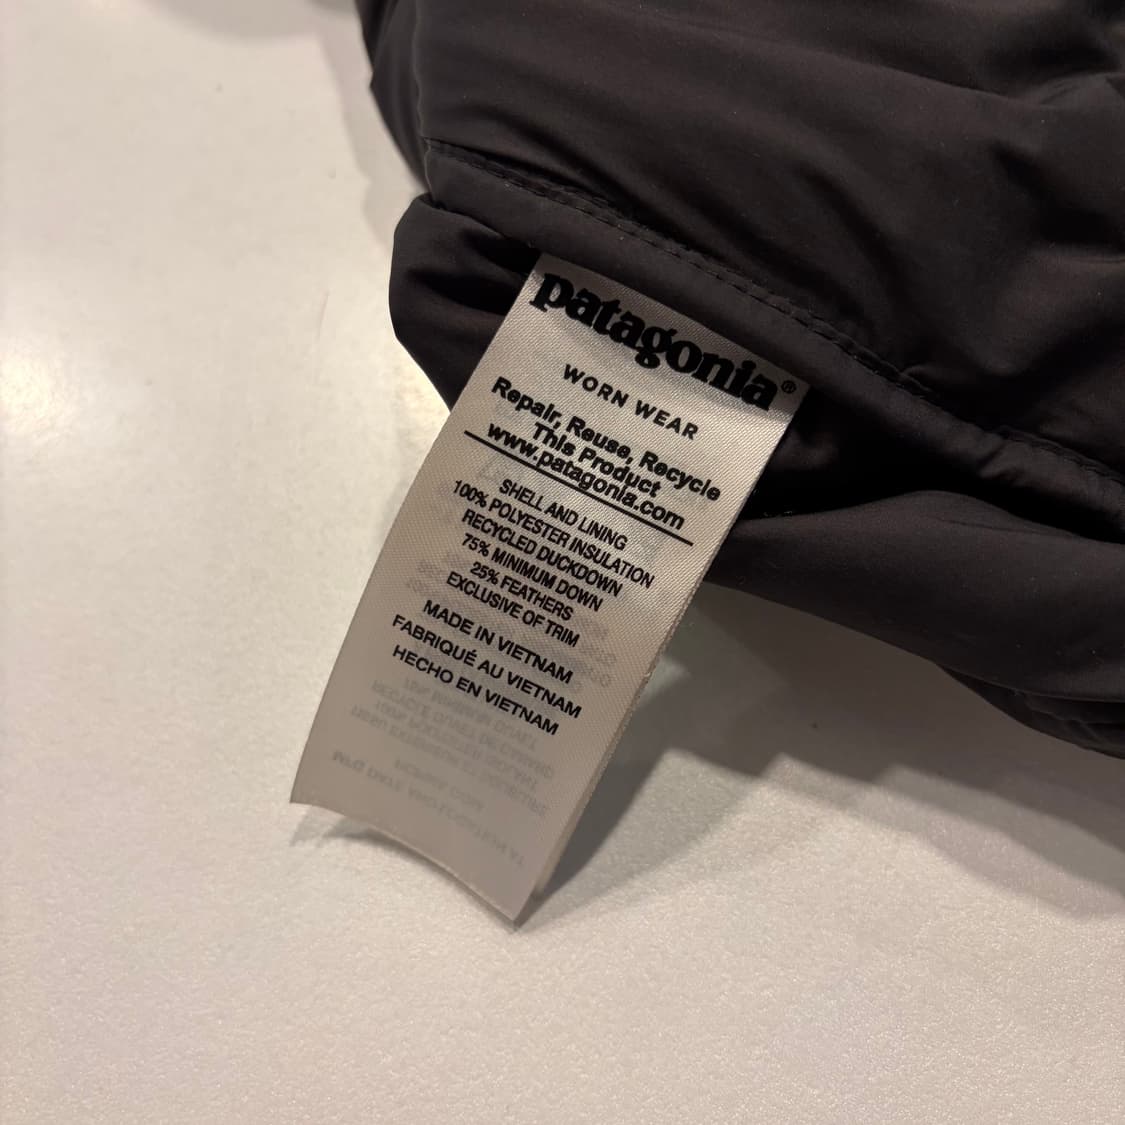 patagonia®
WORN WEAR
Repair, Reuse, Recycle
This Product
www.patagonia.com
SHELL AND LINING
100% POLYESTER INSULATION
RECYCLED DUCKDOWN
75% MINIMUM DOWN
25% FEATHERS
EXCLUSIVE OF TRIM
MADE IN VIETNAM
FABRIQUÉ AU VIETNAM
HECHO EN VIETNAM